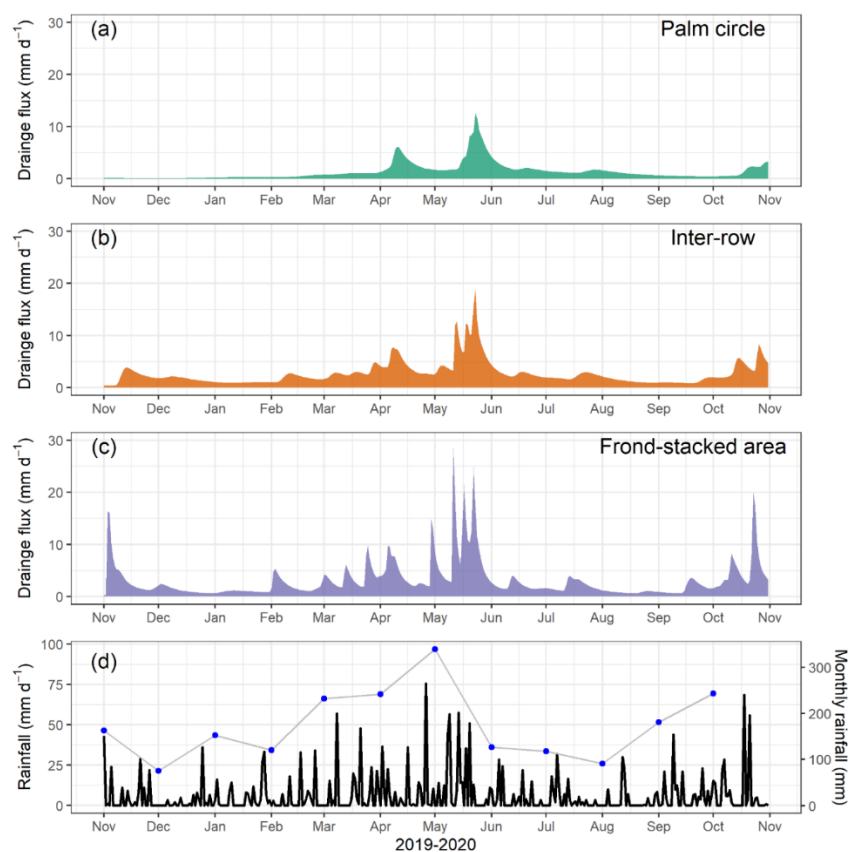 (a) Palm circle
Drainge flux (mm d⁻¹)
30
20
10
0
Nov Dec Jan Feb Mar Apr May Jun Jul Aug Sep Oct Nov
(b) Inter-row
Drainge flux (mm d⁻¹)
30
20
10
0
Nov Dec Jan Feb Mar Apr May Jun Jul Aug Sep Oct Nov
(c) Frond-stacked area
Drainge flux (mm d⁻¹)
30
20
10
0
Nov Dec Jan Feb Mar Apr May Jun Jul Aug Sep Oct Nov
(d)
Rainfall (mm d⁻¹)
100
75
50
25
0
Monthly rainfall (mm)
300
200
100
0
Nov Dec Jan Feb Mar Apr May Jun Jul Aug Sep Oct Nov
2019-2020